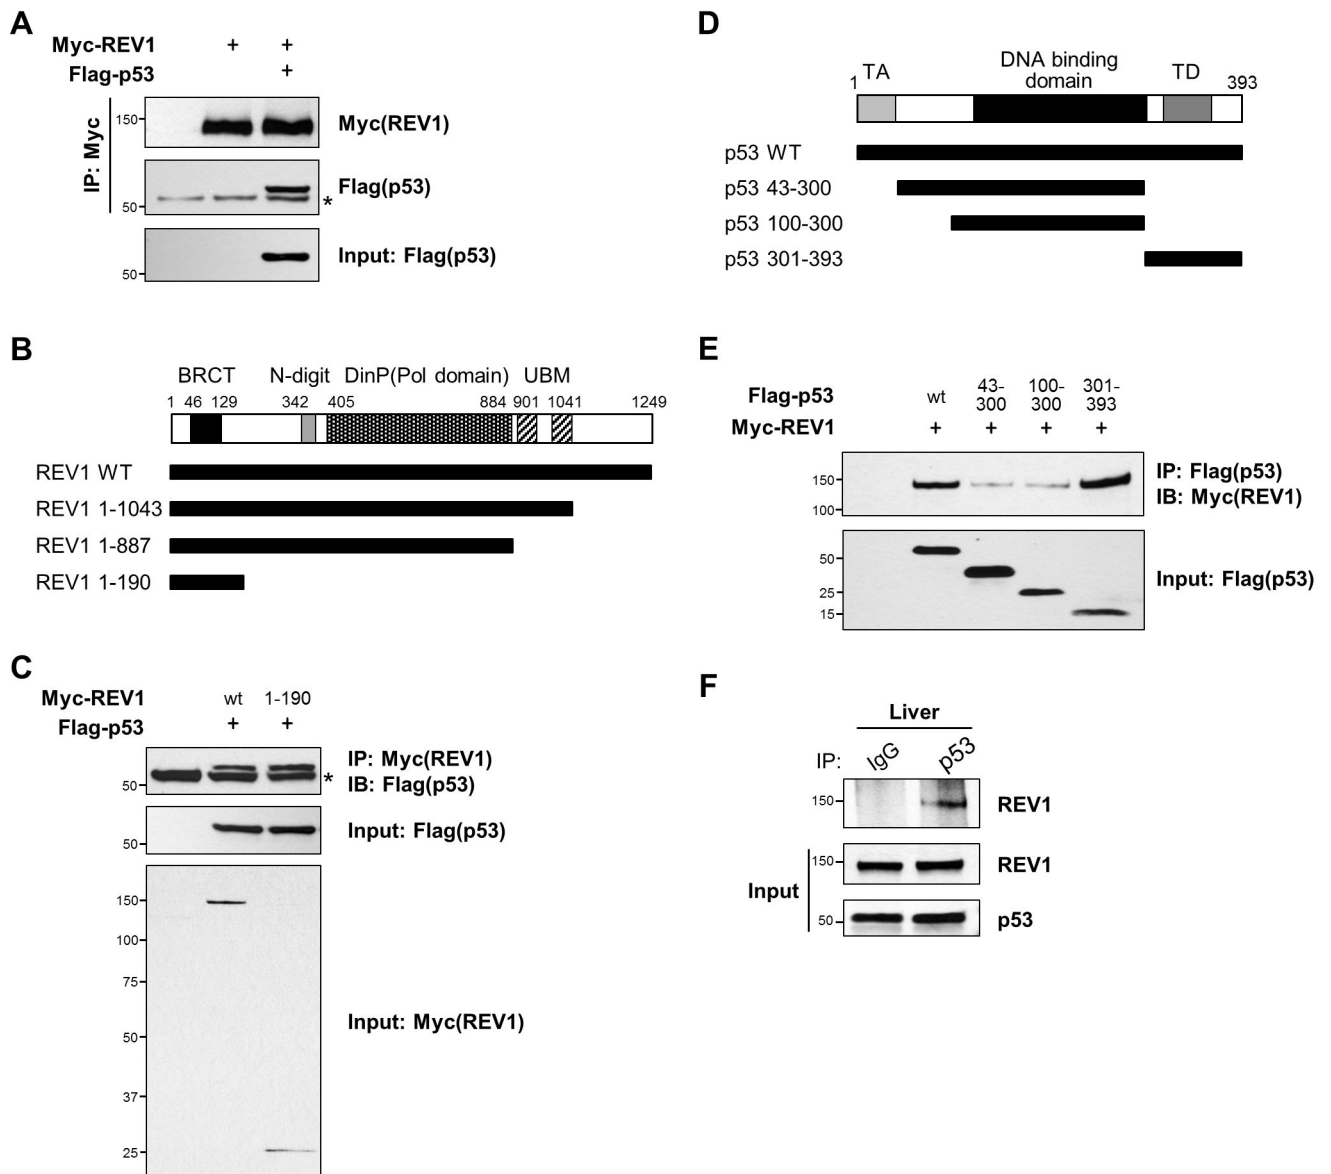 A
Myc-REV1 + +
Flag-p53 +
IP: Myc
150
Myc(REV1)
Flag(p53)
50
*
Input: Flag(p53)
50
B
BRCT N-digit DinP(Pol domain) UBM
1 46 129 342 405 884 901 1041 1249
REV1 WT
REV1 1-1043
REV1 1-887
REV1 1-190
C
Myc-REV1 wt 1-190
Flag-p53 + +
IP: Myc(REV1)
IB: Flag(p53)
50
*
Input: Flag(p53)
50
150
100
75
50
37
25
Input: Myc(REV1)
D
1 TA DNA binding domain TD 393
p53 WT
p53 43-300
p53 100-300
p53 301-393
E
Flag-p53 wt 43-300 100-300 301-393
Myc-REV1 + + + +
150
100
IP: Flag(p53)
IB: Myc(REV1)
50
25
15
Input: Flag(p53)
F
Liver
IP: IgG p53
150
REV1
Input
150
REV1
50
p53